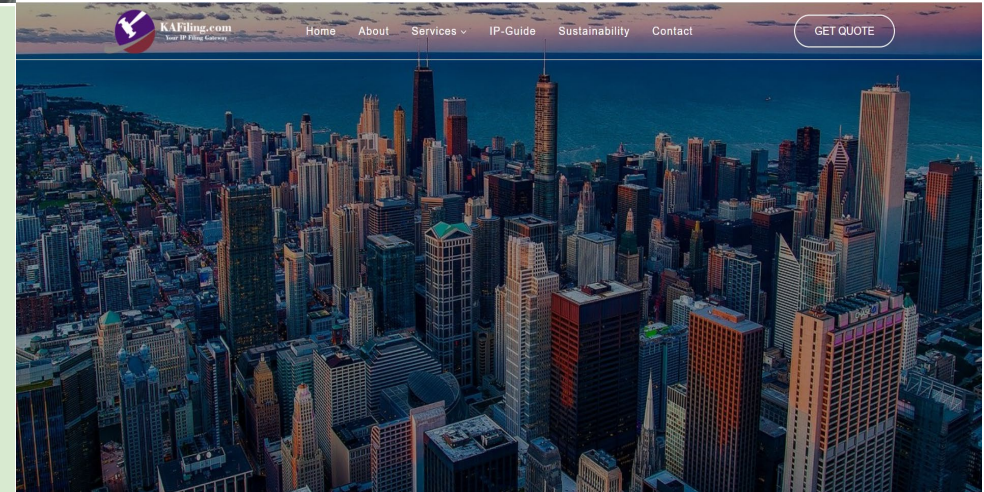 KAFiling.com
Your IP Filing Gateway
Home About Services IP-Guide Sustainability Contact
GET QUOTE